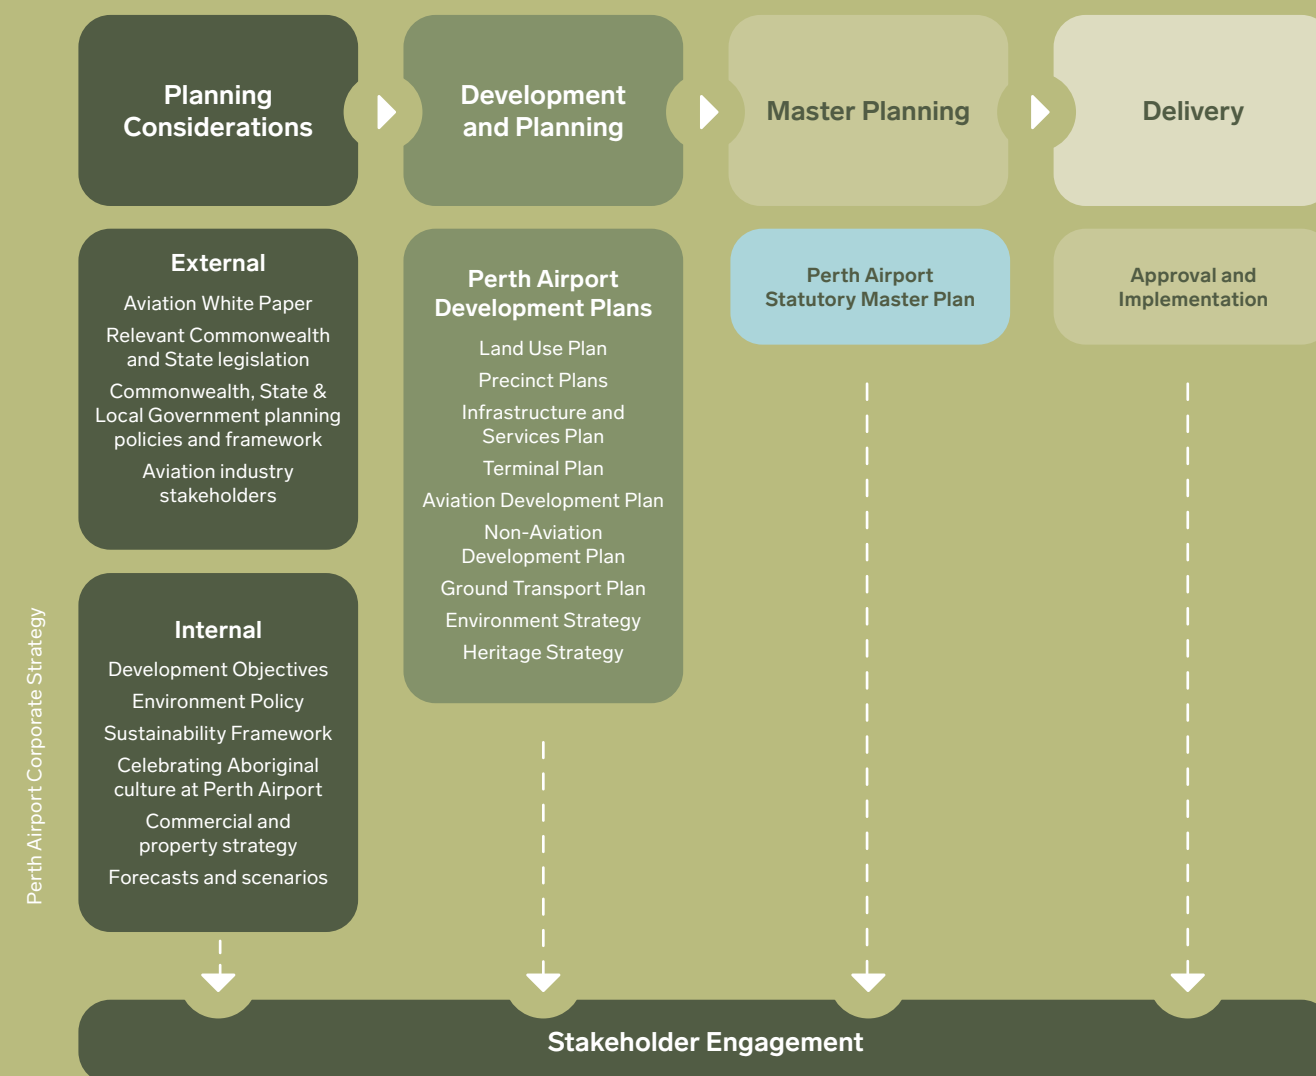 Planning
Considerations
Development
and Planning
Master Planning
Delivery
External
Aviation White Paper
Relevant Commonwealth
and State legislation
Commonwealth, State &
Local Government planning
policies and framework
Aviation industry
stakeholders
Internal
Development Objectives
Environment Policy
Sustainability Framework
Celebrating Aboriginal
culture at Perth Airport
Commercial and
property strategy
Forecasts and scenarios
Perth Airport
Development Plans
Land Use Plan
Precinct Plans
Infrastructure and
Services Plan
Terminal Plan
Aviation Development Plan
Non-Aviation
Development Plan
Ground Transport Plan
Environment Strategy
Heritage Strategy
Perth Airport
Statutory Master Plan
Approval and
Implementation
Perth Airport Corporate Strategy
Stakeholder Engagement